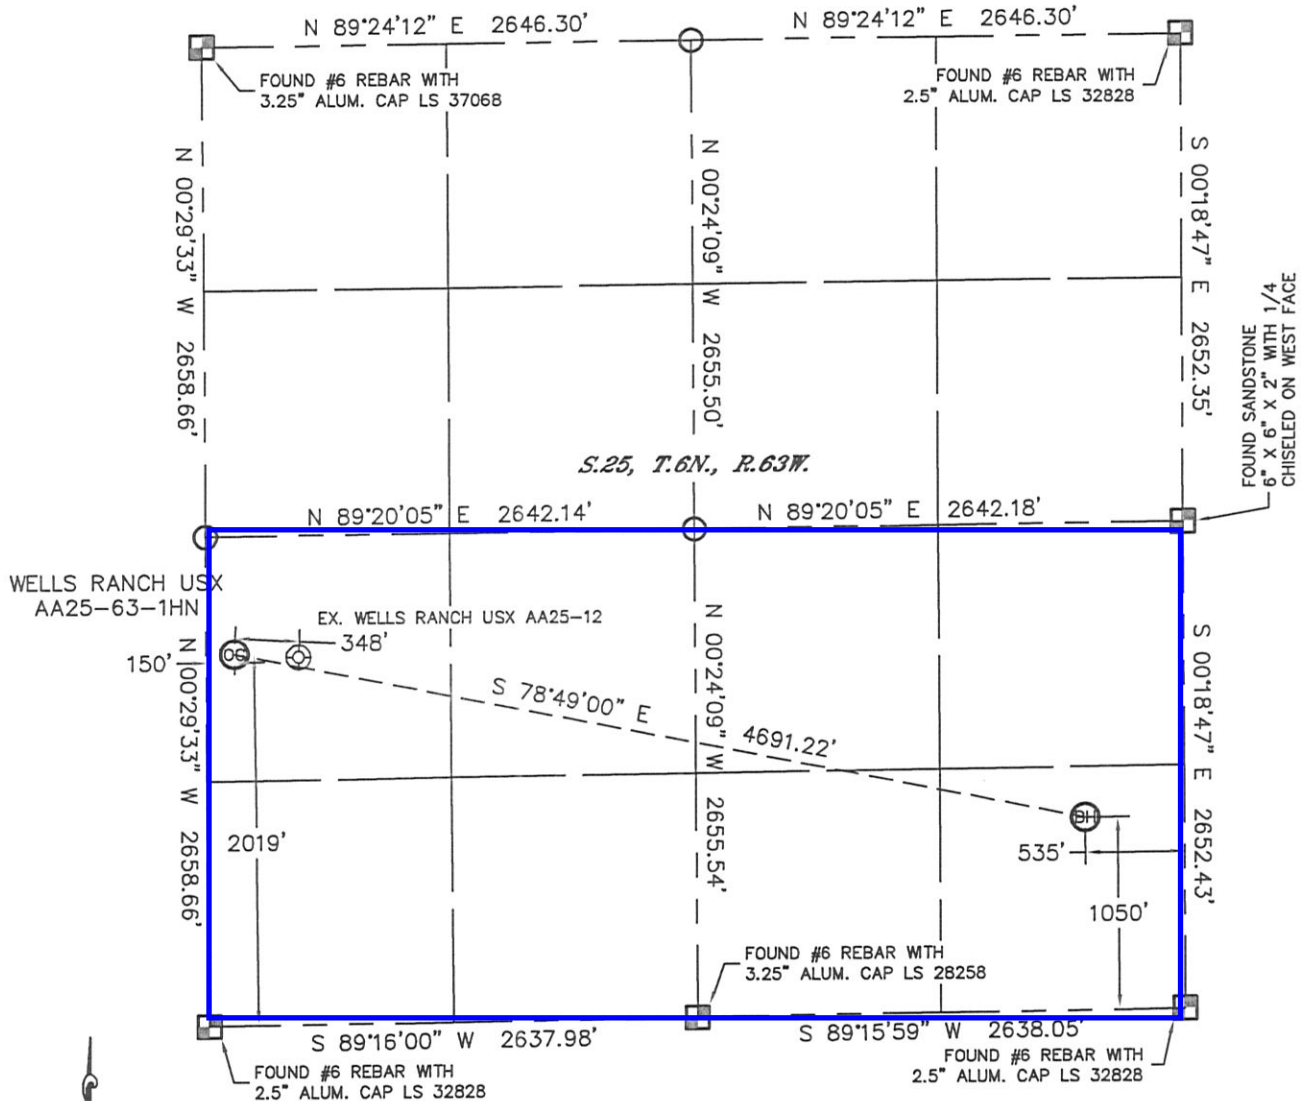 N 89°24'12" E 2646.30'
N 89°24'12" E 2646.30'
FOUND #6 REBAR WITH
3.25" ALUM. CAP LS 37068
FOUND #6 REBAR WITH
2.5" ALUM. CAP LS 32828
N 00°29'33" W 2658.66'
N 00°24'09" W 2655.50'
S 00°18'47" E 2652.35'
FOUND SANDSTONE
6" X 6" X 2" WITH 1/4
CHISELED ON WEST FACE
S.25, T.6N., R.63W.
N 89°20'05" E 2642.14'
N 89°20'05" E 2642.18'
WELLS RANCH USX
AA25-63-1HN
EX. WELLS RANCH USX AA25-12
348'
OG
150'
N 00°29'33" W 2658.66'
S 78°49'00" E 4691.22'
N 00°24'09" W 2655.54'
S 00°18'47" E 2652.43'
BH
2019'
535'
1050'
FOUND #6 REBAR WITH
3.25" ALUM. CAP LS 28258
S 89°16'00" W 2637.98'
S 89°15'59" W 2638.05'
FOUND #6 REBAR WITH
2.5" ALUM. CAP LS 32828
FOUND #6 REBAR WITH
2.5" ALUM. CAP LS 32828